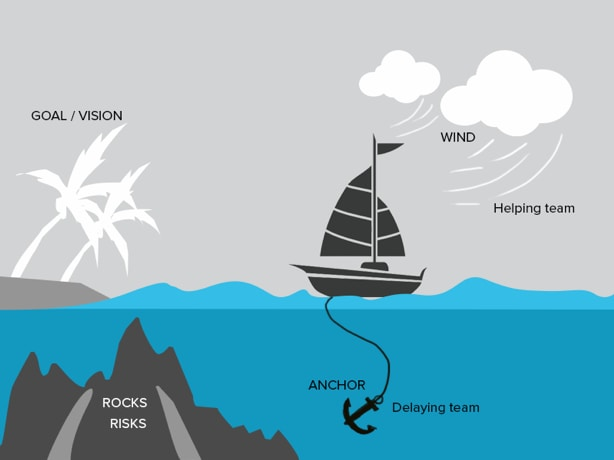 GOAL / VISION
WIND
Helping team
ANCHOR
Delaying team
ROCKS
RISKS